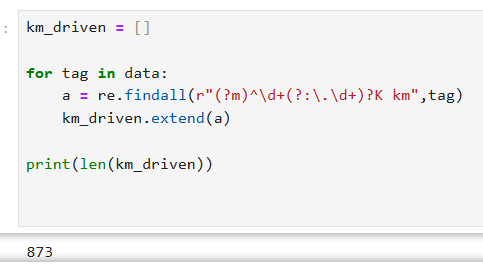 : km_driven = []
for tag in data:
a = re.findall(r"(?m)^\d+(?:\.\d+)?K km",tag)
km_driven.extend(a)
print(len(km_driven))
873